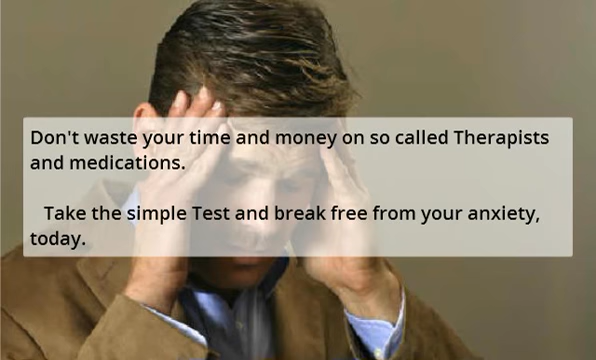 Don't waste your time and money on so called Therapists
and medications.
Take the simple Test and break free from your anxiety,
today.